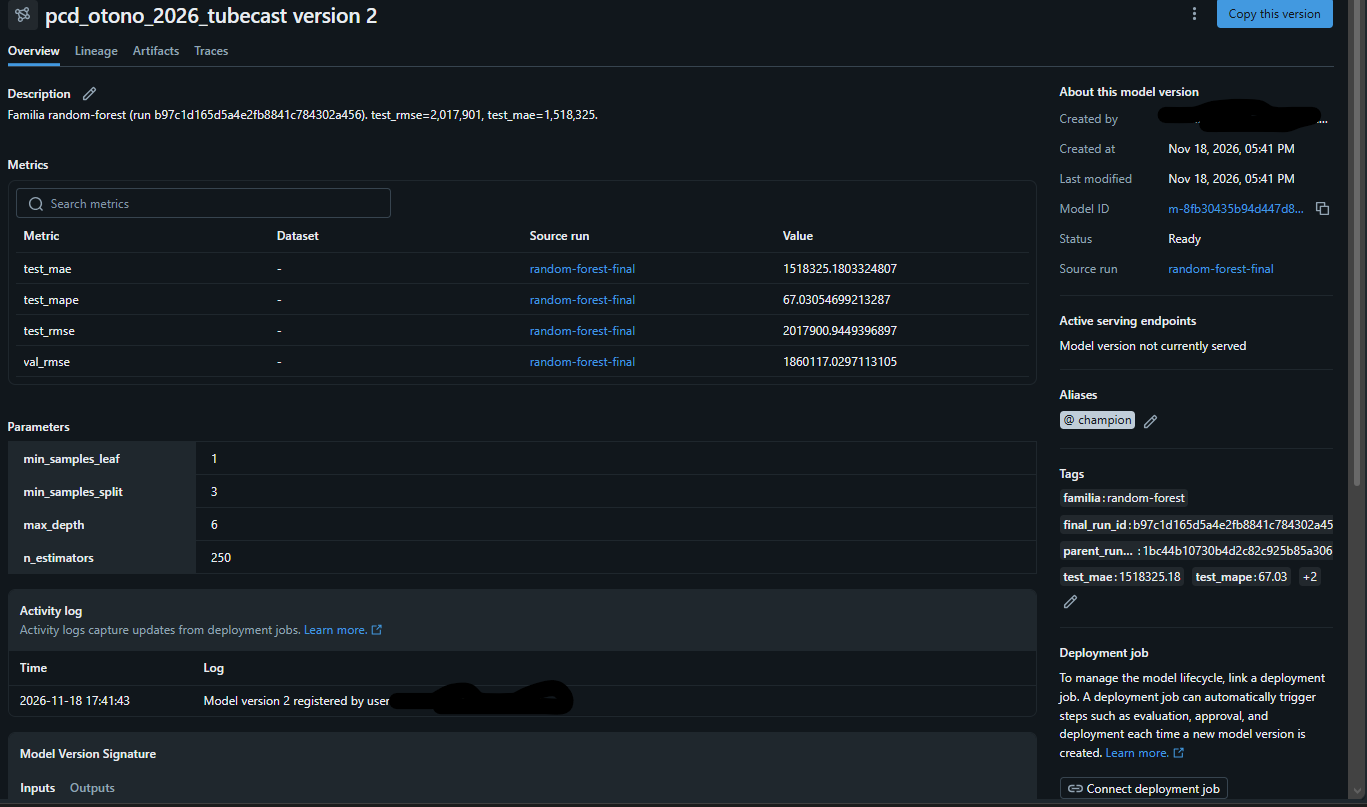 pcd_otono_2026_tubecast version 2
Copy this version
Overview Lineage Artifacts Traces
Description
Familia random-forest (run b97c1d165d5a4e2fb8841c784302a456). test_rmse=2,017,901, test_mae=1,518,325.
Metrics
Search metrics
Metric Dataset Source run Value
test_mae - random-forest-final 1518325.1803324807
test_mape - random-forest-final 67.03054699213287
test_rmse - random-forest-final 2017900.9449396897
val_rmse - random-forest-final 1860117.0297113105
Parameters
min_samples_leaf 1
min_samples_split 3
max_depth 6
n_estimators 250
Activity log
Activity logs capture updates from deployment jobs. Learn more.
Time Log
2026-11-18 17:41:43 Model version 2 registered by user
Model Version Signature
Inputs Outputs
About this model version
Created by ...
Created at Nov 18, 2026, 05:41 PM
Last modified Nov 18, 2026, 05:41 PM
Model ID m-8fb30435b94d447d8...
Status Ready
Source run random-forest-final
Active serving endpoints
Model version not currently served
Aliases
@ champion
Tags
familia:random-forest
final_run_id:b97c1d165d5a4e2fb8841c784302a45
parent_run... :1bc44b10730b4d2c82c925b85a306
test_mae:1518325.18 test_mape:67.03 +2
Deployment job
To manage the model lifecycle, link a deployment
job. A deployment job can automatically trigger
steps such as evaluation, approval, and
deployment each time a new model version is
created. Learn more.
Connect deployment job